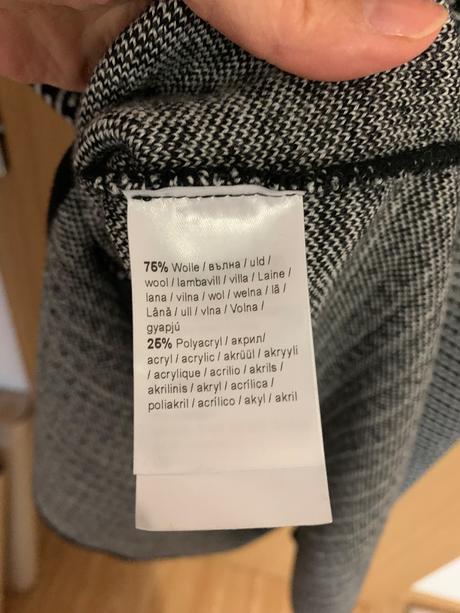 75% Wolle / вълна / uld /
wool / lambavill / villa / Laine /
lana / vilna / wol / wełna / lã /
Lână / ull / vlna / Volna /
gyapjú
25% Polyacryl / акрил/
acryl / acrylic / akrüül / akryyli
/ acrylique / acrilio / akrils /
akrilinis / akryl / acrílica /
poliakril / acrílico / akyl / akril